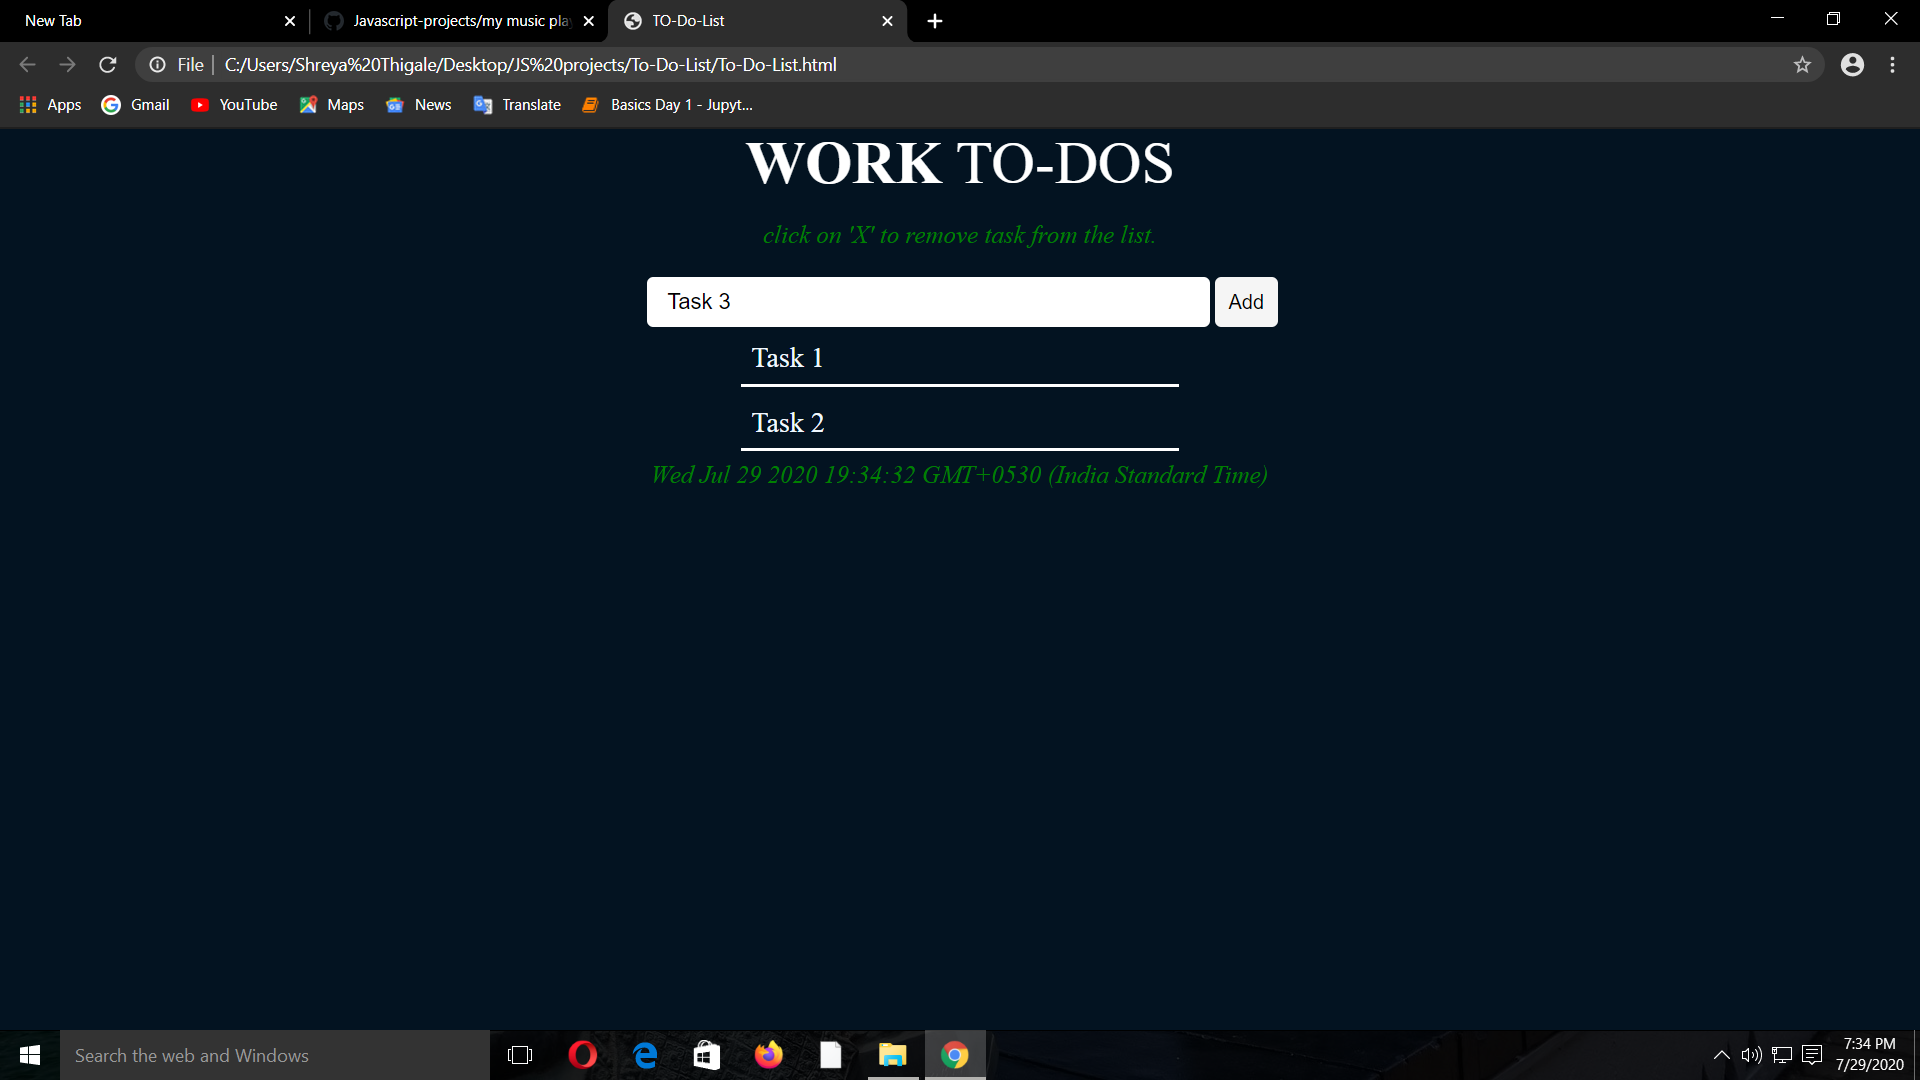 New Tab
Javascript-projects/my music pla
TO-Do-List
File
C:/Users/Shreya%20Thigale/Desktop/JS%20projects/To-Do-List/To-Do-List.html
Apps
Gmail
YouTube
Maps
News
Translate
Basics Day 1 - Jupyt...
WORK TO-DOS
click on 'X' to remove task from the list.
Task 3
Add
Task 1
Task 2
Wed Jul 29 2020 19:34:32 GMT+0530 (India Standard Time)
Search the web and Windows
7:34 PM
7/29/2020